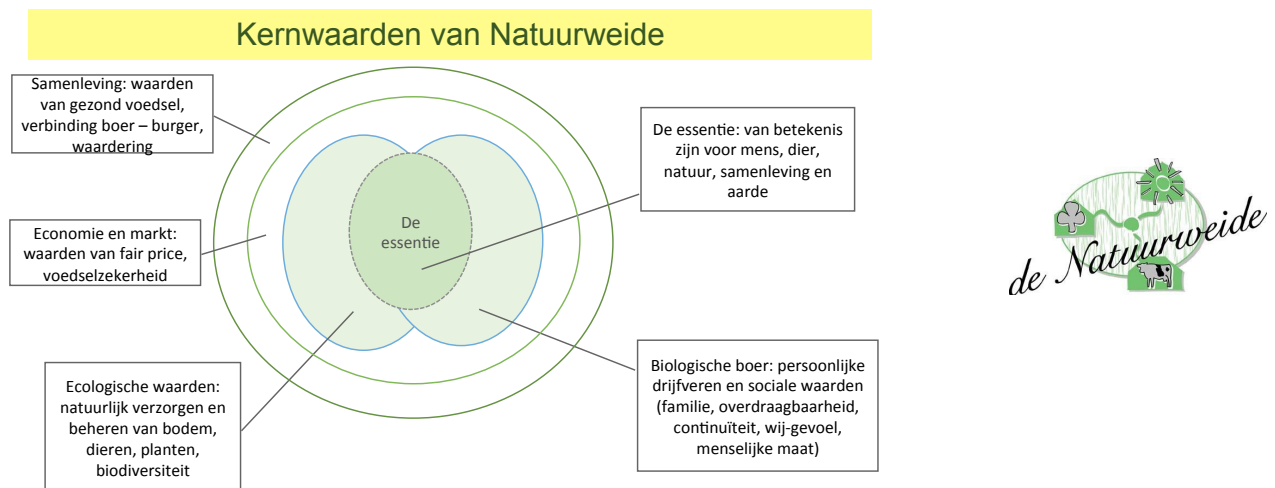 Kernwaarden van Natuurweide
Samenleving: waarden
van gezond voedsel,
verbinding boer – burger,
waardering
De essentie: van betekenis
zijn voor mens, dier,
natuur, samenleving en
aarde
De
essentie
Economie en markt:
waarden van fair price,
voedselzekerheid
de Natuurweide
Ecologische waarden:
natuurlijk verzorgen en
beheren van bodem,
dieren, planten,
biodiversiteit
Biologische boer: persoonlijke
drijfveren en sociale waarden
(familie, overdraagbaarheid,
continuïteit, wij-gevoel,
menselijke maat)